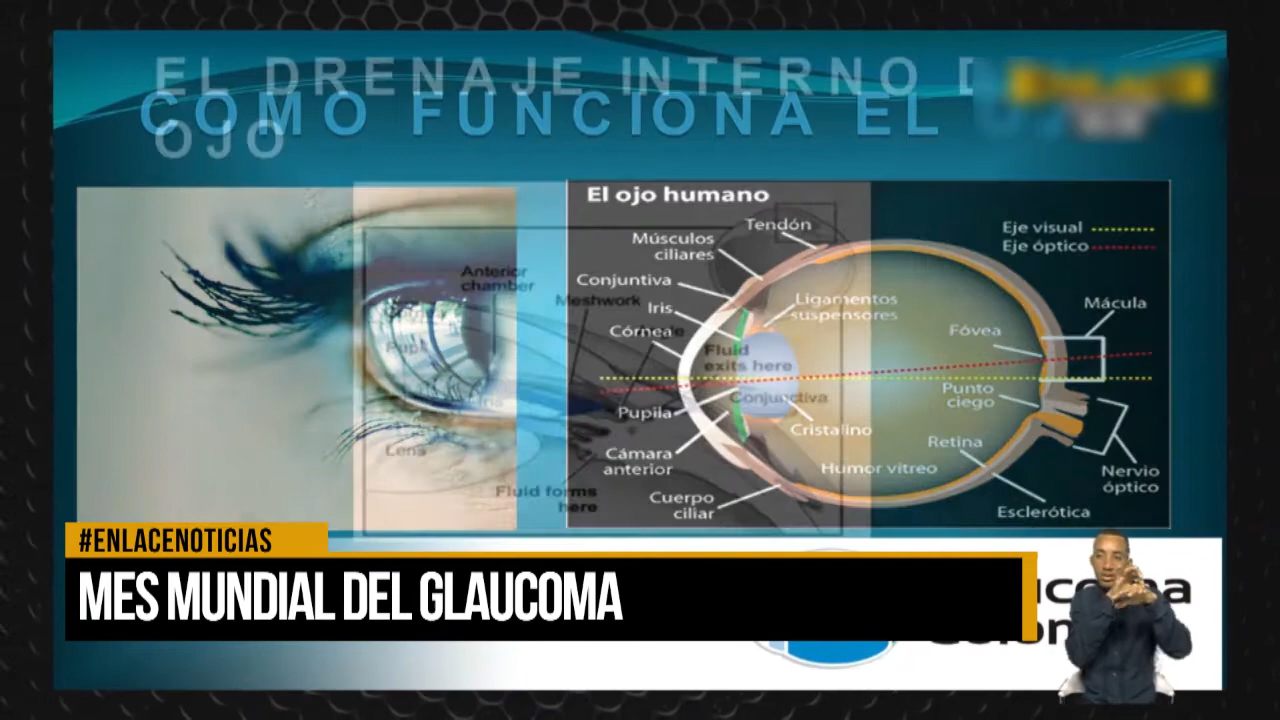 EL DRENAJE INTERNO
OJO
COMO FUNCIONA EL
El ojo humano
Tendón
Músculos
ciliares
Conjuntiva
Iris
Córnea
Ligamentos
suspensores
Eje visual
Eje óptico
Mácula
Fóvea
Punto
ciego
Pupila
Cristalino
Cámara
anterior
Retina
Humor vítreo
Nervio
óptico
Cuerpo
ciliar
Esclerótica
Anterior
chamber
Meshwork
Fluid
exits here
Conjunctiva
Lens
Fluid forms
here
#ENLACENOTICIAS
MES MUNDIAL DEL GLAUCOMA